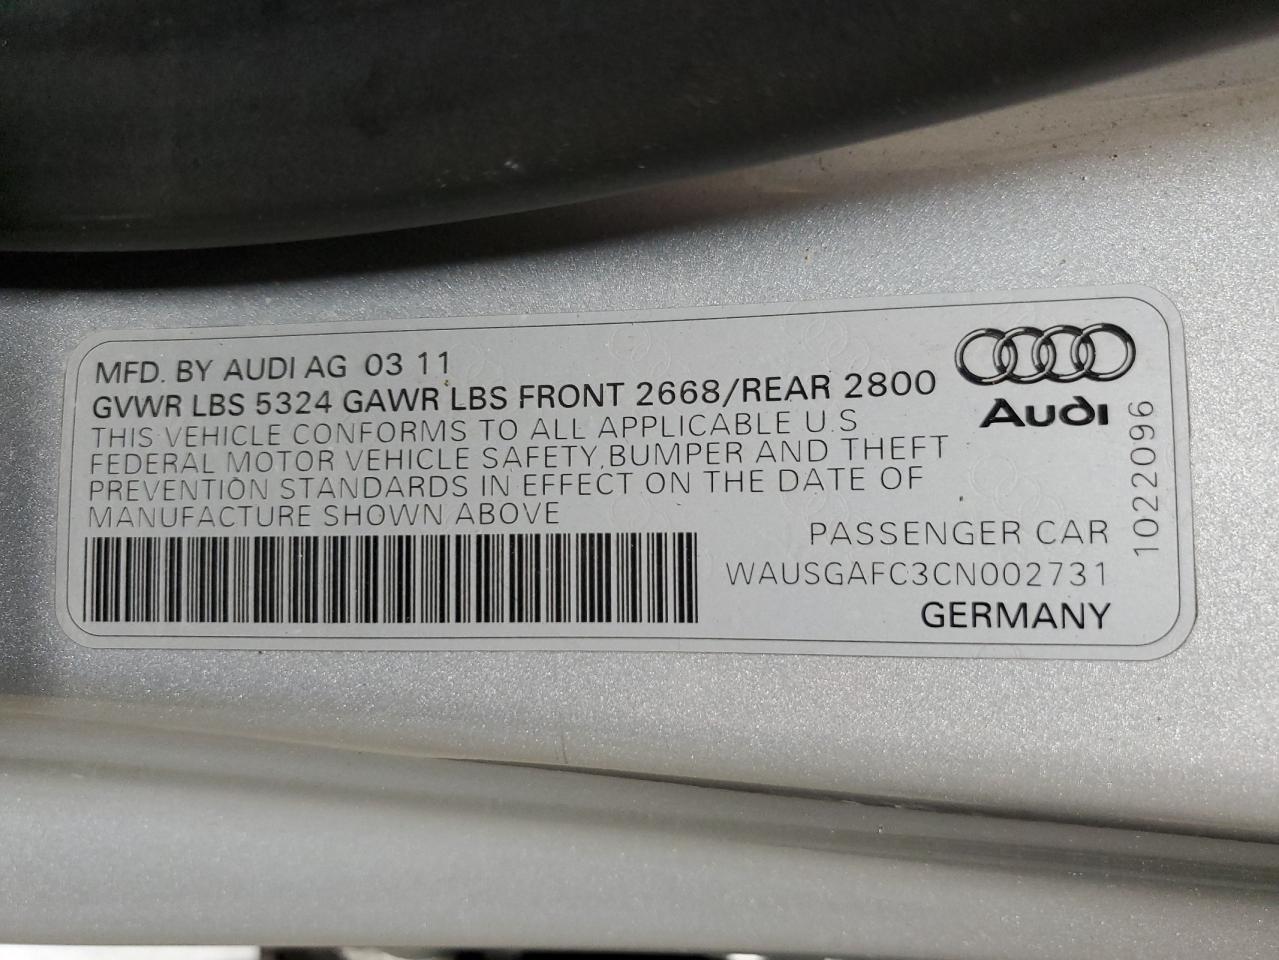 MFD. BY AUDI AG 03 11
GVWR LBS 5324 GAWR LBS FRONT 2668/REAR 2800
THIS VEHICLE CONFORMS TO ALL APPLICABLE U.S
FEDERAL MOTOR VEHICLE SAFETY, BUMPER AND THEFT
PREVENTION STANDARDS IN EFFECT ON THE DATE OF
MANUFACTURE SHOWN ABOVE
Audi
PASSENGER CAR
WAUSGAFC3CN002731
GERMANY
1022096